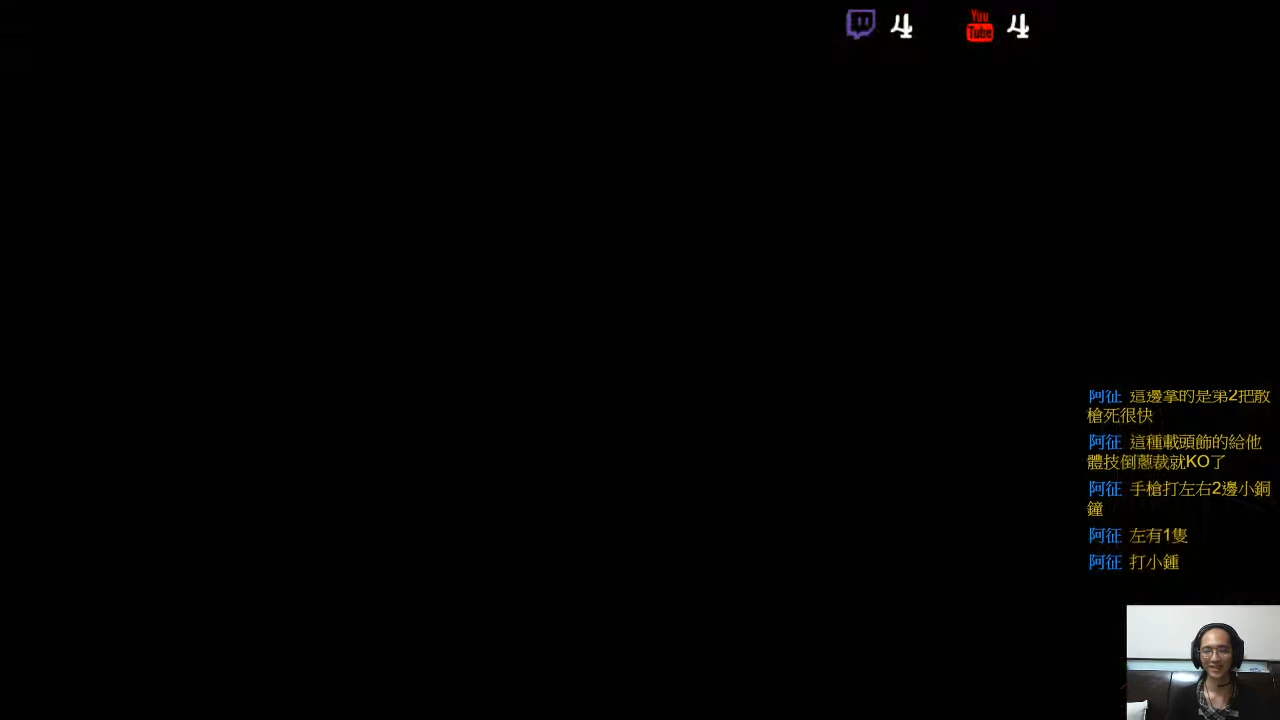 4
You
Tube
4
阿征 這邊拿的是第2把散
槍死很快
阿征 這種載頭飾的給他
體技倒蔥裁就KO了
阿征 手槍打左右2邊小銅
鐘
阿征 左有1隻
阿征 打小鍾